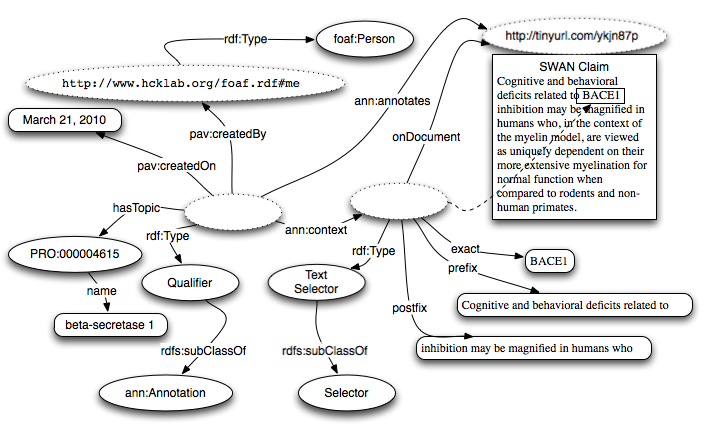 rdf:Type
foaf:Person
http://tinyurl.com/ykjn87p
http://www.hcklab.org/foaf.rdf#me
ann:annotates
SWAN Claim
Cognitive and behavioral
deficits related to BACE1
inhibition may be magnified in
humans who, in the context of
the myelin model, are viewed
as uniquely dependent on their
more extensive myelination for
normal function when
compared to rodents and non-
human primates.
March 21, 2010
pav:createdBy
onDocument
pav:createdOn
hasTopic
rdf:Type
ann:context
PRO:000004615
name
beta-secretase 1
Qualifier
rdfs:subClassOf
ann:Annotation
rdf:Type
Text
Selector
rdfs:subClassOf
Selector
exact
BACE1
prefix
Cognitive and behavioral deficits related to
postfix
inhibition may be magnified in humans who